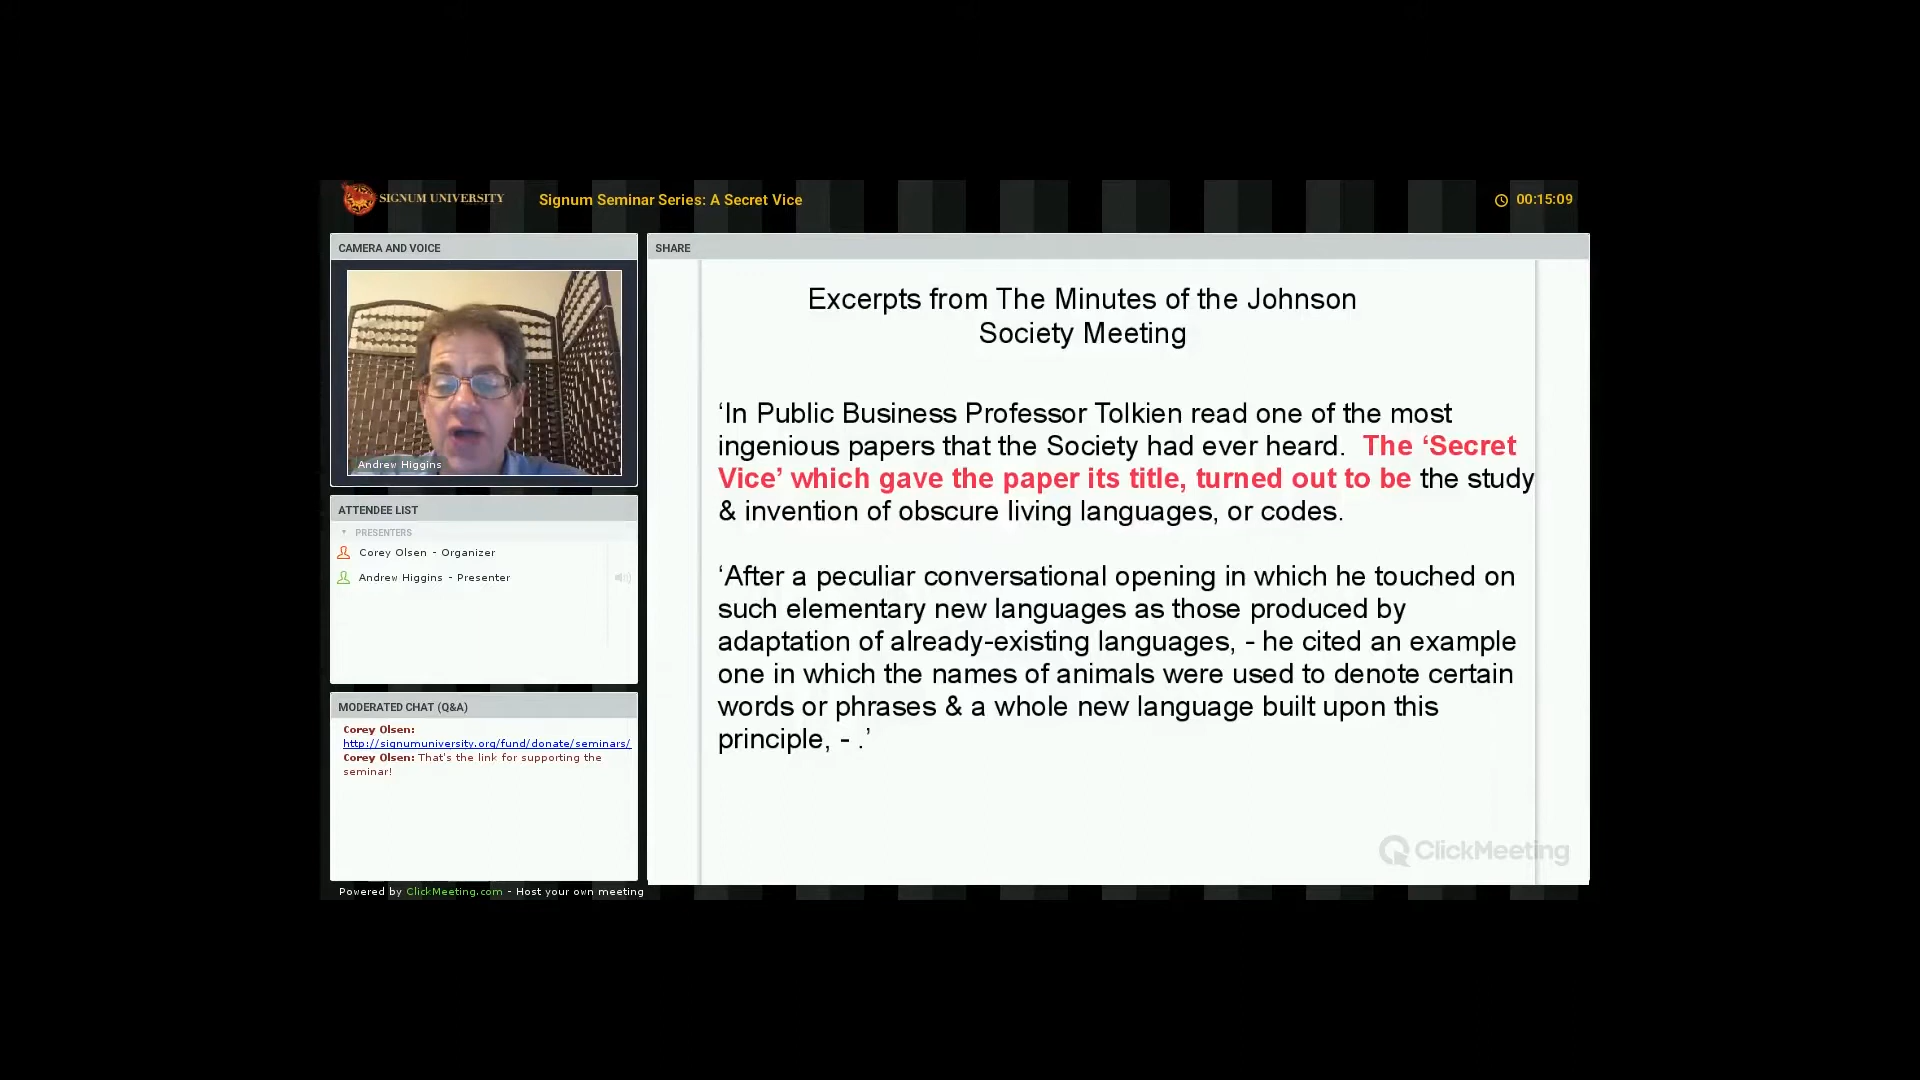 SIGNUM UNIVERSITY
Signum Seminar Series: A Secret Vice
00:15:09
CAMERA AND VOICE
Andrew Higgins
ATTENDEE LIST
PRESENTERS
Corey Olsen - Organizer
Andrew Higgins - Presenter
MODERATED CHAT (Q&A)
Corey Olsen:
http://signumuniversity.org/fund/donate/seminars/
Corey Olsen: That's the link for supporting the
seminar!
Powered by ClickMeeting.com - Host your own meeting
SHARE
Excerpts from The Minutes of the Johnson
Society Meeting
‘In Public Business Professor Tolkien read one of the most
ingenious papers that the Society had ever heard. The ‘Secret
Vice’ which gave the paper its title, turned out to be the study
& invention of obscure living languages, or codes.
‘After a peculiar conversational opening in which he touched on
such elementary new languages as those produced by
adaptation of already-existing languages, - he cited an example
one in which the names of animals were used to denote certain
words or phrases & a whole new language built upon this
principle, - .’
ClickMeeting